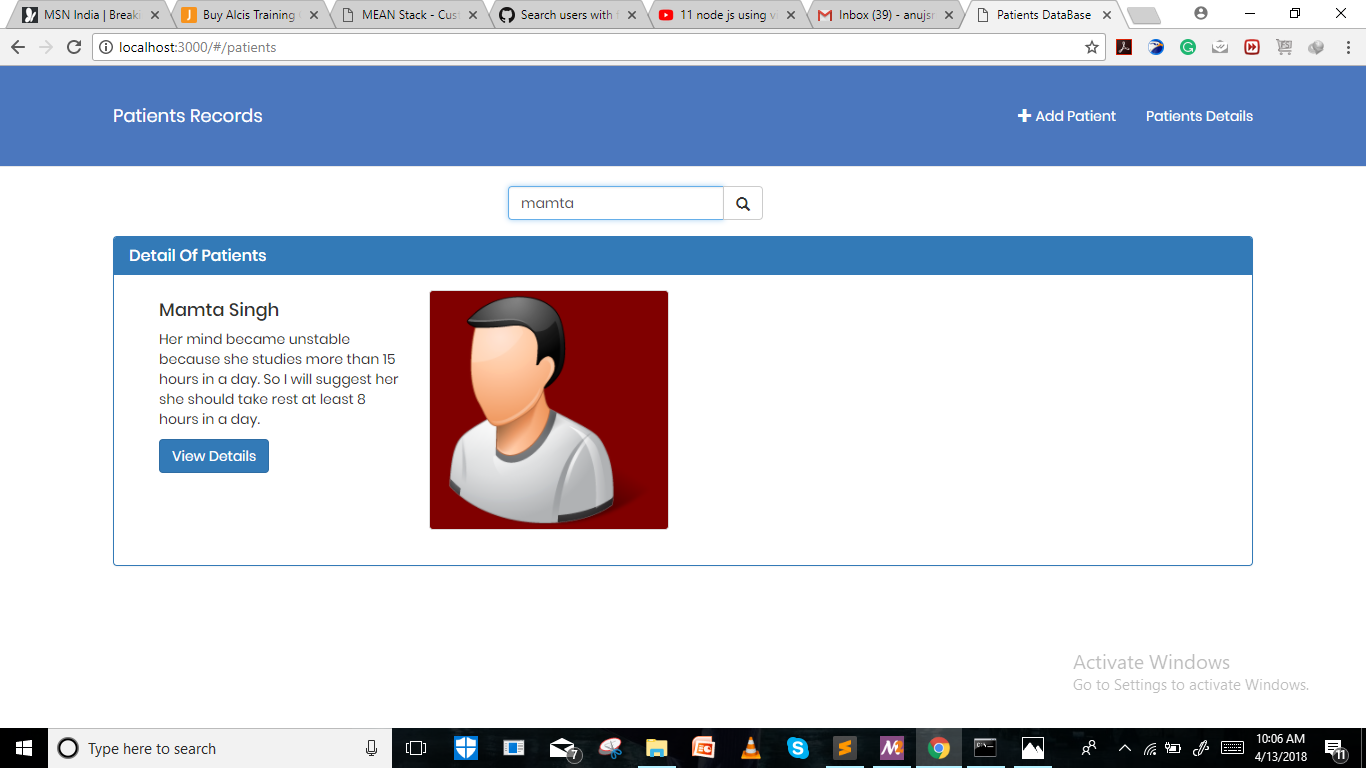 MSN India | Breaki
Buy Alcis Training
MEAN Stack - Cust
Search users with
11 node js using v
Inbox (39) - anujsr
Patients DataBase
localhost:3000/#/patients
Patients Records
Add Patient
Patients Details
mamta
Detail Of Patients
Mamta Singh
Her mind became unstable
because she studies more than 15
hours in a day. So I will suggest her
she should take rest at least 8
hours in a day.
View Details
Activate Windows
Go to Settings to activate Windows.
Type here to search
7
10:06 AM
4/13/2018
11